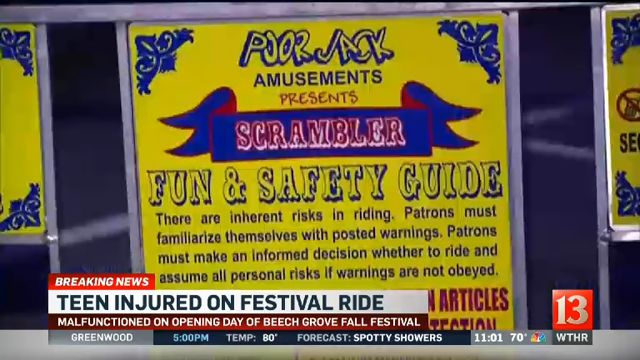 POOR JACK
AMUSEMENTS
PRESENTS
SCRAMBLER
FUN & SAFETY GUIDE
There are inherent risks in riding. Patrons must
familiarize themselves with posted warnings. Patrons
must make an informed decision whether to ride and
assume all personal risks if warnings are not obeyed.
ARTICLES
BREAKING NEWS
TEEN INJURED ON FESTIVAL RIDE
MALFUNCTIONED ON OPENING DAY OF BEECH GROVE FALL FESTIVAL
13
GREENWOOD 5:00PM TEMP: 80° FORECAST: SPOTTY SHOWERS 11:01 70° NBC WTHR